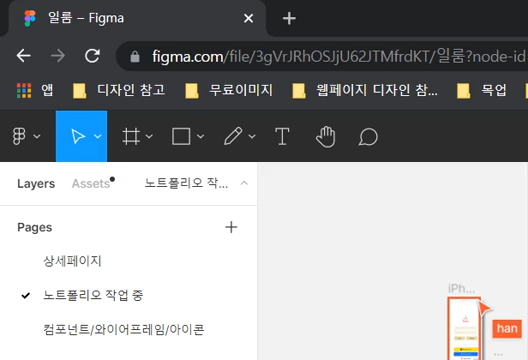 일룸 – Figma
figma.com/file/3gVrJRhOSJjU62JTMfrdKT/일룸?node-id
앱 디자인 참고 무료이미지 웹페이지 디자인 참... 목업
Layers Assets 노트폴리오 작...
Pages
상세페이지
노트폴리오 작업 중
컴포넌트/와이어프레임/아이콘
iPh...
han